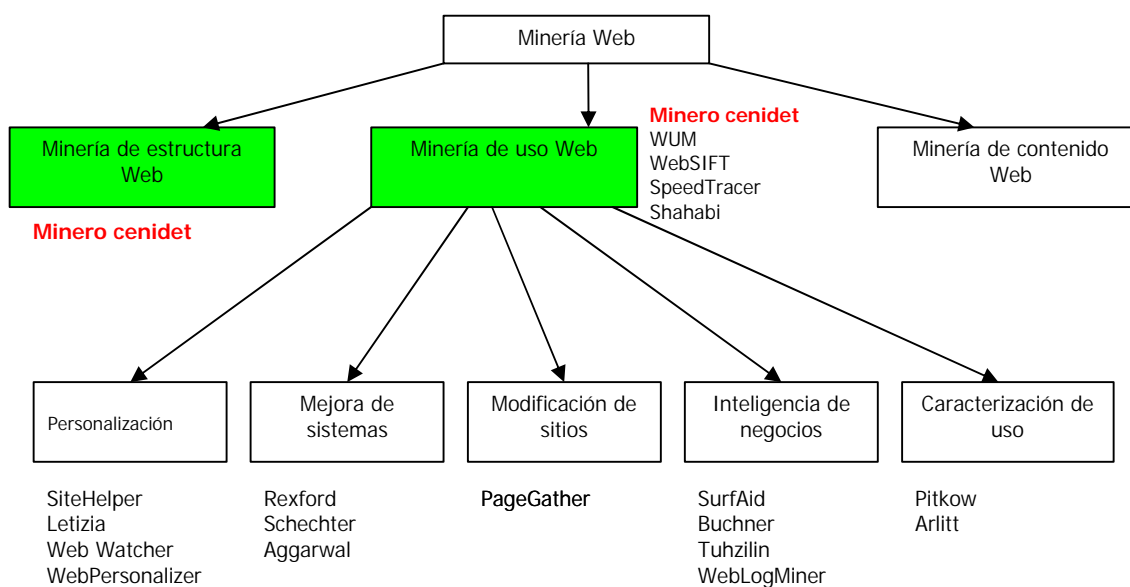 Minería Web
Minería de estructura
Web
Minero cenidet
Minería de uso Web
Minero cenidet
WUM
WebSIFT
SpeedTracer
Shahabi
Minería de contenido
Web
Personalización
SiteHelper
Letizia
Web Watcher
WebPersonalizer
Mejora de
sistemas
Rexford
Schechter
Aggarwal
Modificación de
sitios
PageGather
Inteligencia de
negocios
SurfAid
Buchner
Tuhzilin
WebLogMiner
Caracterización de
uso
Pitkow
Arlitt